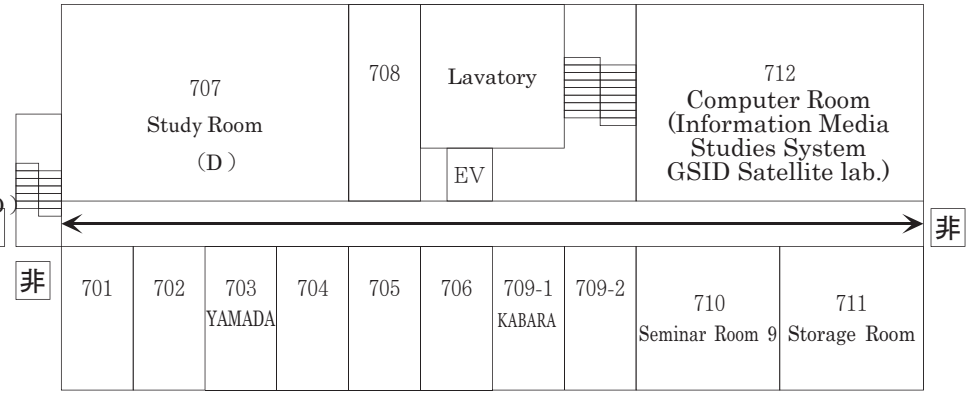 707
Study Room
(D)
708
Lavatory
EV
712
Computer Room
(Information Media
Studies System
GSID Satellite lab.)
)
非
非
701
702
703
YAMADA
704
705
706
709-1
KABARA
709-2
710
Seminar Room 9
711
Storage Room